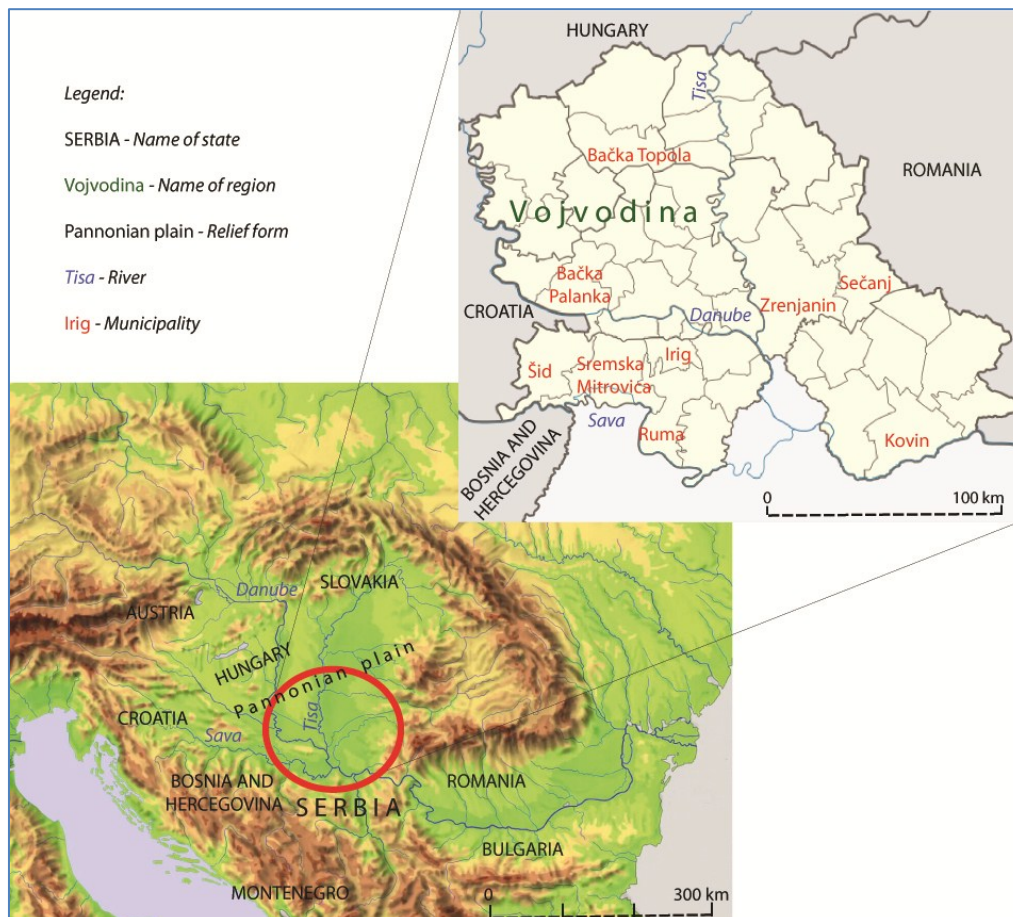 Legend:
SERBIA - Name of state
Vojvodina - Name of region
Pannonian plain - Relief form
Tisa - River
Irig - Municipality
HUNGARY
Tisa
ROMANIA
Bačka Topola
Vojvodina
Bačka
Palanka
Sečanj
Zrenjanin
CROATIA
Danube
Irig
Šid
Sremska
Mitrovica
Sava
Ruma
Kovin
BOSNIA AND
HERCEGOVINA
0
100 km
SLOVAKIA
Danube
AUSTRIA
HUNGARY
Pannonian plain
Tisa
CROATIA
Sava
BOSNIA AND
HERCEGOVINA
ROMANIA
SERBIA
BULGARIA
MONTENEGRO
0
300 km